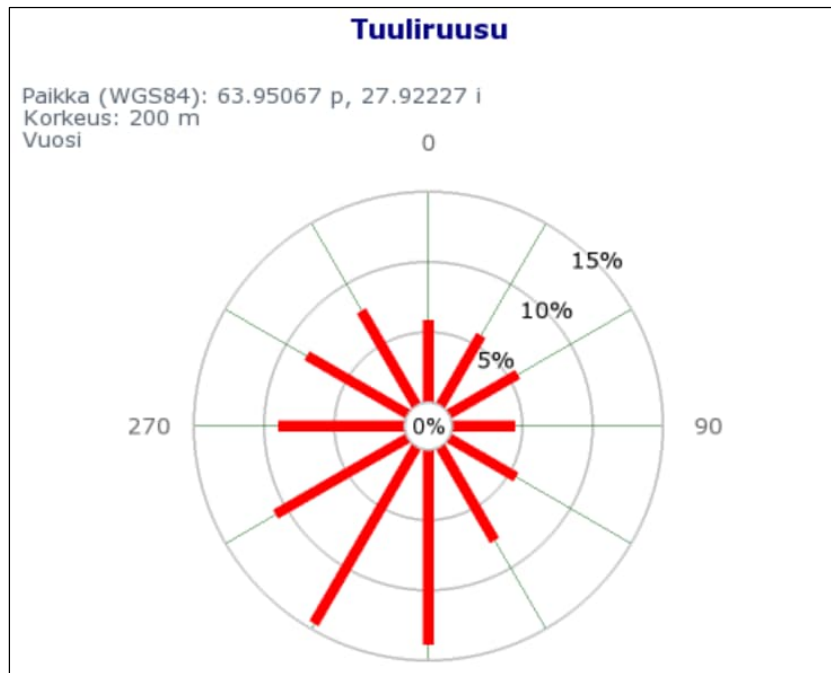 Tuuliruusu
Paikka (WGS84): 63.95067 p, 27.92227 i
Korkeus: 200 m
Vuosi
0
15%
10%
5%
270
0%
90